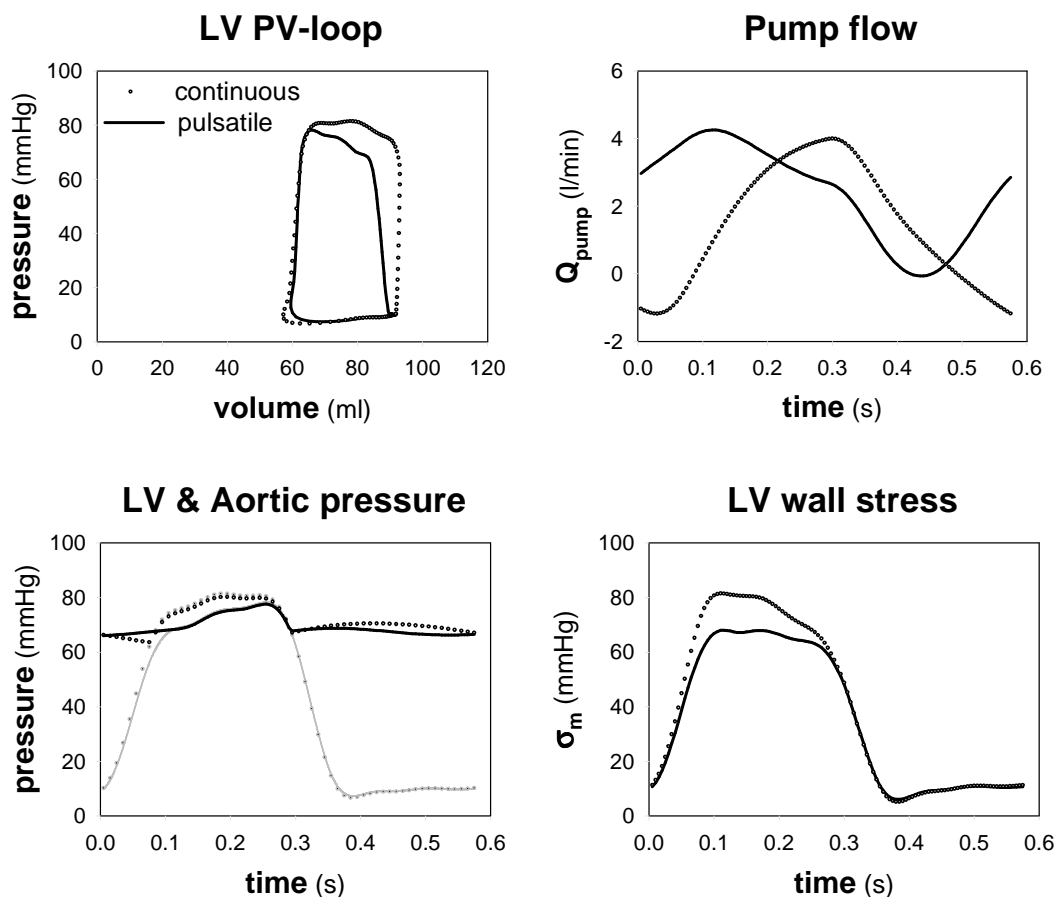 LV PV-loop
100
80
60
40
20
0
pressure (mmHg)
continuous
pulsatile
0 20 40 60 80 100 120
volume (ml)
Pump flow
6
4
2
0
-2
Qpump (l/min)
0.0 0.1 0.2 0.3 0.4 0.5 0.6
time (s)
LV & Aortic pressure
100
80
60
40
20
0
pressure (mmHg)
0.0 0.1 0.2 0.3 0.4 0.5 0.6
time (s)
LV wall stress
100
80
60
40
20
0
σm (mmHg)
0.0 0.1 0.2 0.3 0.4 0.5 0.6
time (s)